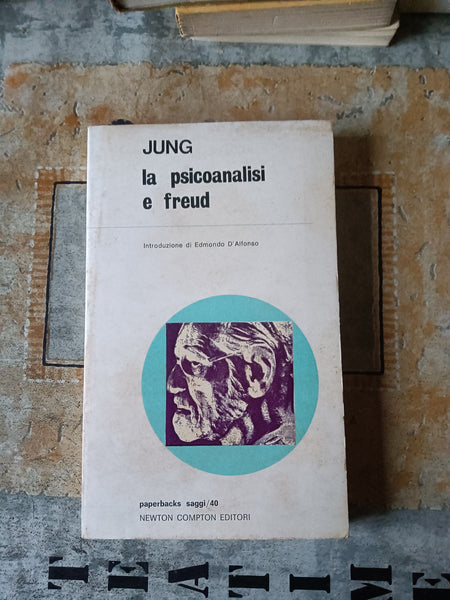 JUNG
la psicoanalisi
e freud
Introduzione di Edmondo D'Alfonso
paperbacks saggi/40
NEWTON COMPTON EDITORI